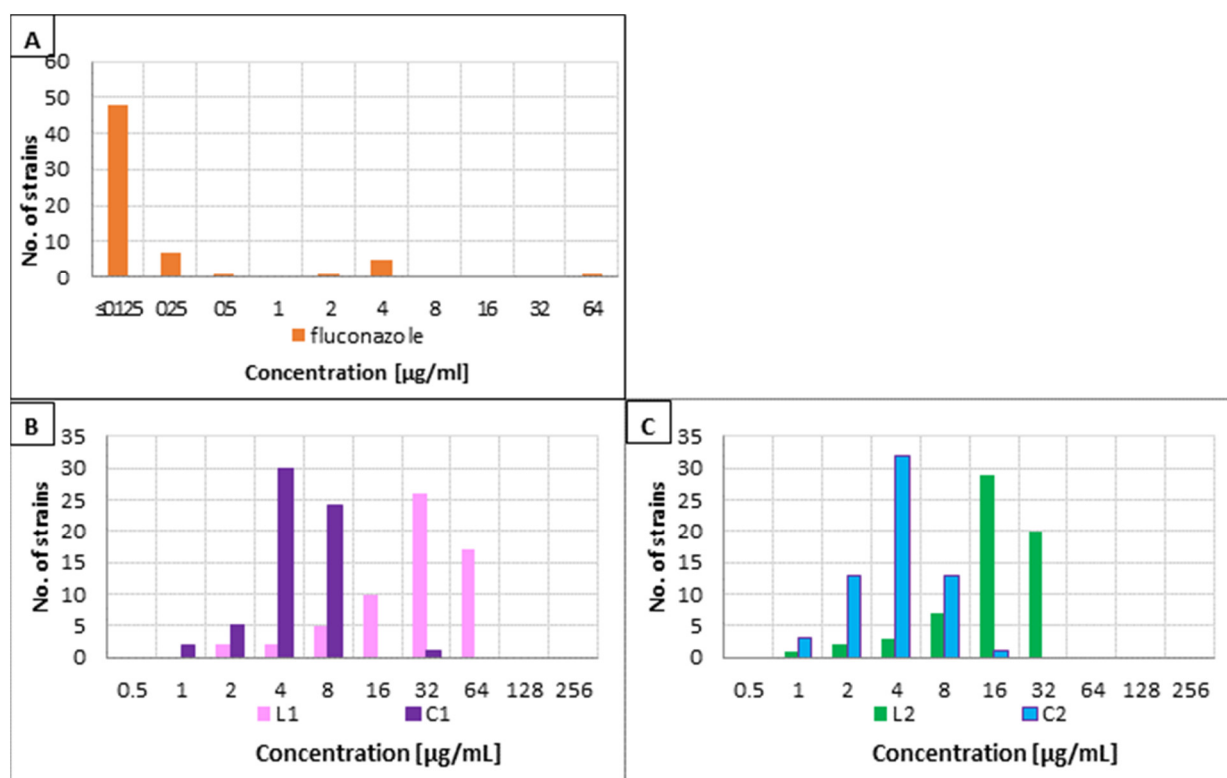 A
60
50
40
30
20
10
0
No. of strains
≤0.125 025 05 1 2 4 8 16 32 64
fluconazole
Concentration [µg/ml]
B
35
30
25
20
15
10
5
0
No. of strains
0.5 1 2 4 8 16 32 64 128 256
L1 C1
Concentration [µg/mL]
C
35
30
25
20
15
10
5
0
No. of strains
0.5 1 2 4 8 16 32 64 128 256
L2 C2
Concentration [µg/mL]